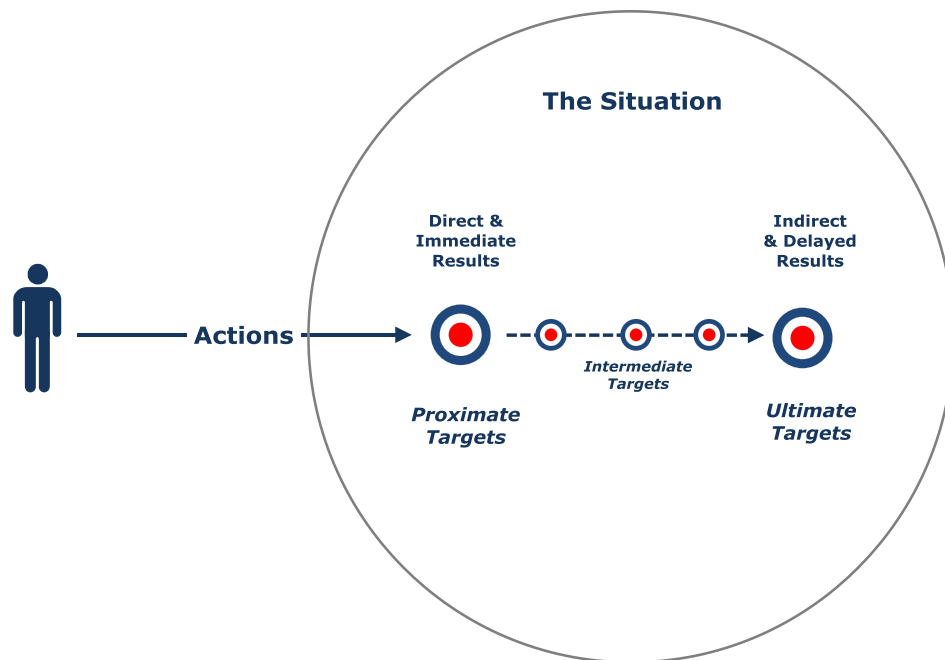 The Situation
Direct &
Immediate
Results
Indirect
& Delayed
Results
Actions
Intermediate
Targets
Proximate
Targets
Ultimate
Targets